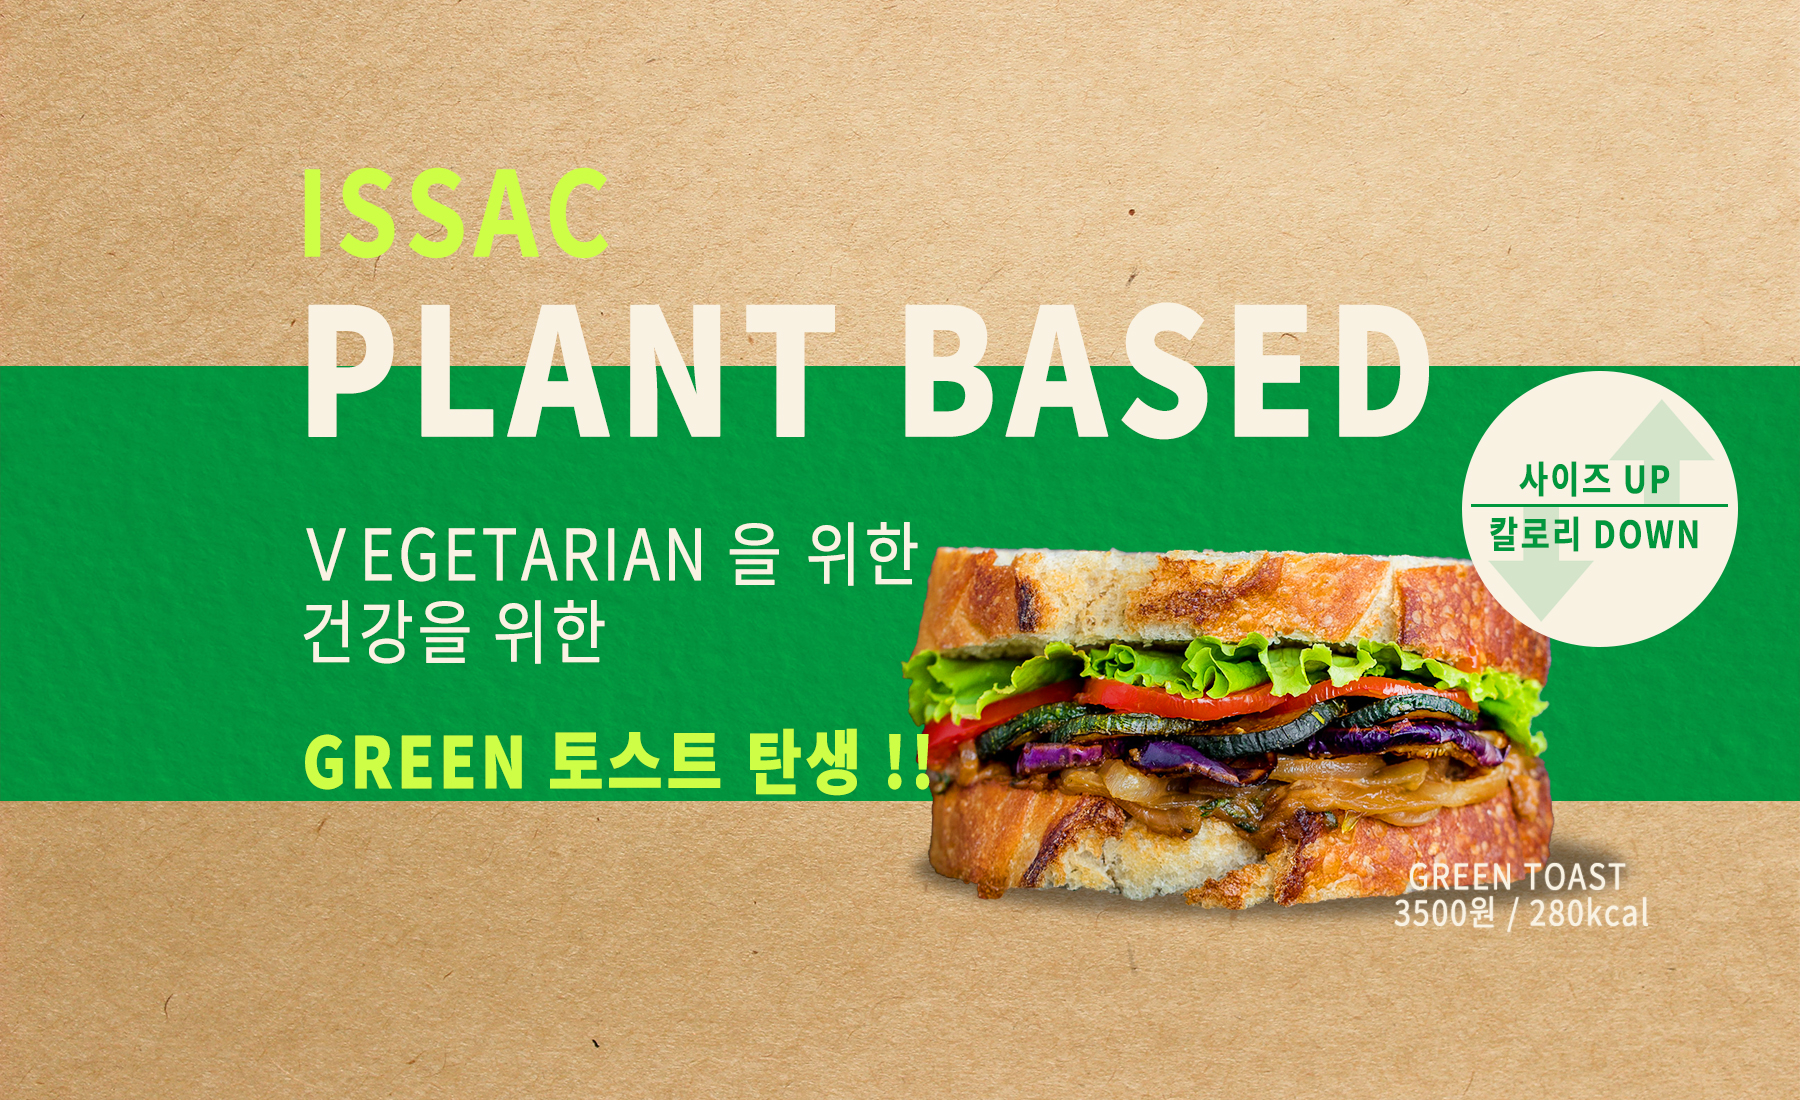 ISSAC
PLANT BASED
VEGETARIAN 을 위한
건강을 위한
GREEN 토스트 탄생 !!
사이즈 UP
칼로리 DOWN
GREEN TOAST
3500원 / 280kcal